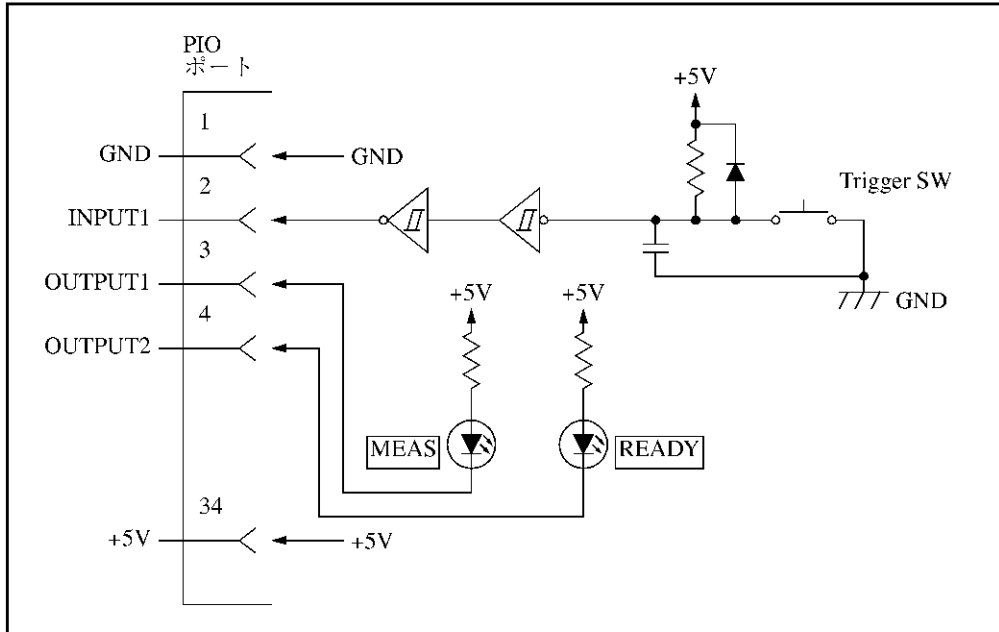 PIO
ポート
1
GND
GND
2
INPUT1
3
OUTPUT1
4
OUTPUT2
34
+5V
+5V
+5V
Trigger SW
GND
+5V
+5V
MEAS
READY